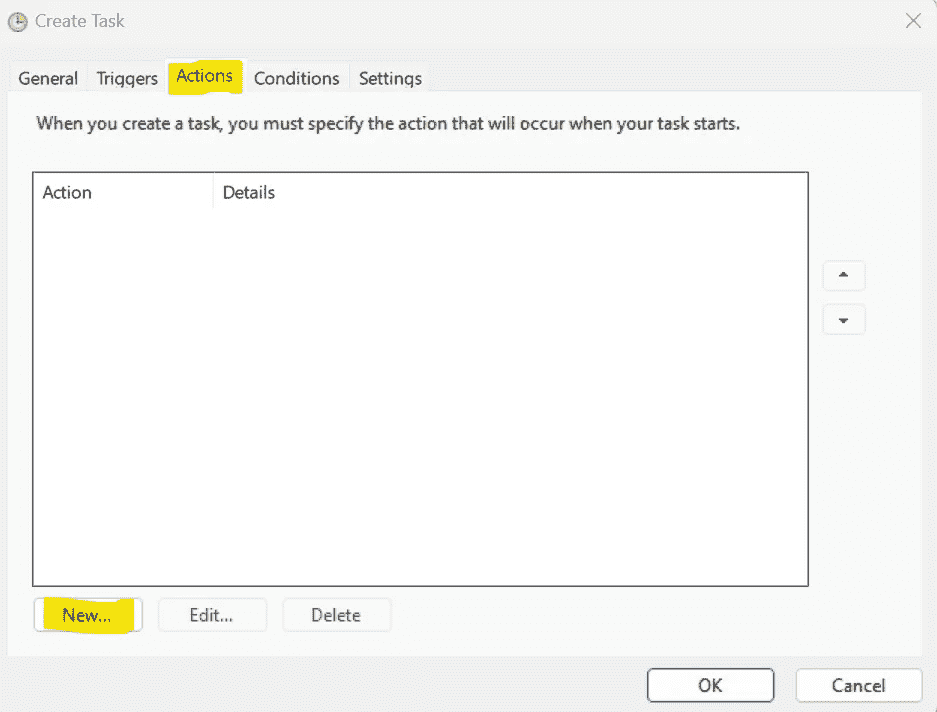 Create Task
General Triggers Actions Conditions Settings
When you create a task, you must specify the action that will occur when your task starts.
Action Details
New... Edit... Delete
OK Cancel